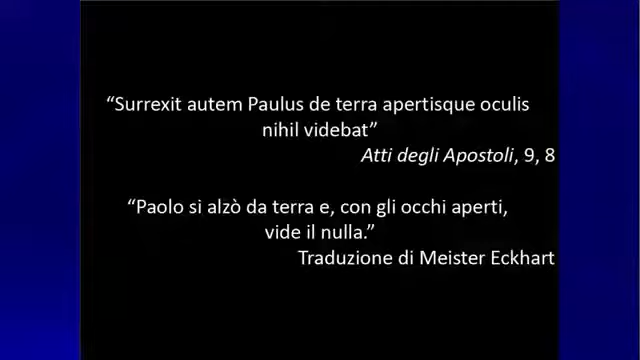 “Surrexit autem Paulus de terra apertisque oculis
nihil videbat”
Atti degli Apostoli, 9, 8
“Paolo si alzò da terra e, con gli occhi aperti,
vide il nulla.”
Traduzione di Meister Eckhart